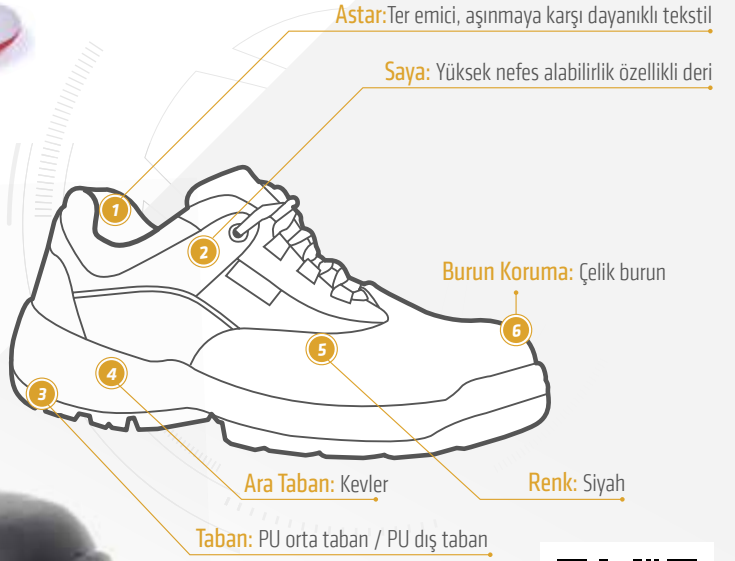 Astar:Ter emici, aşınmaya karşı dayanıklı tekstil
Saya: Yüksek nefes alabilirlik özellikli deri
1
2
Burun Koruma: Çelik burun
6
5
4
3
Ara Taban: Kevler
Renk: Siyah
Taban: PU orta taban / PU dış taban